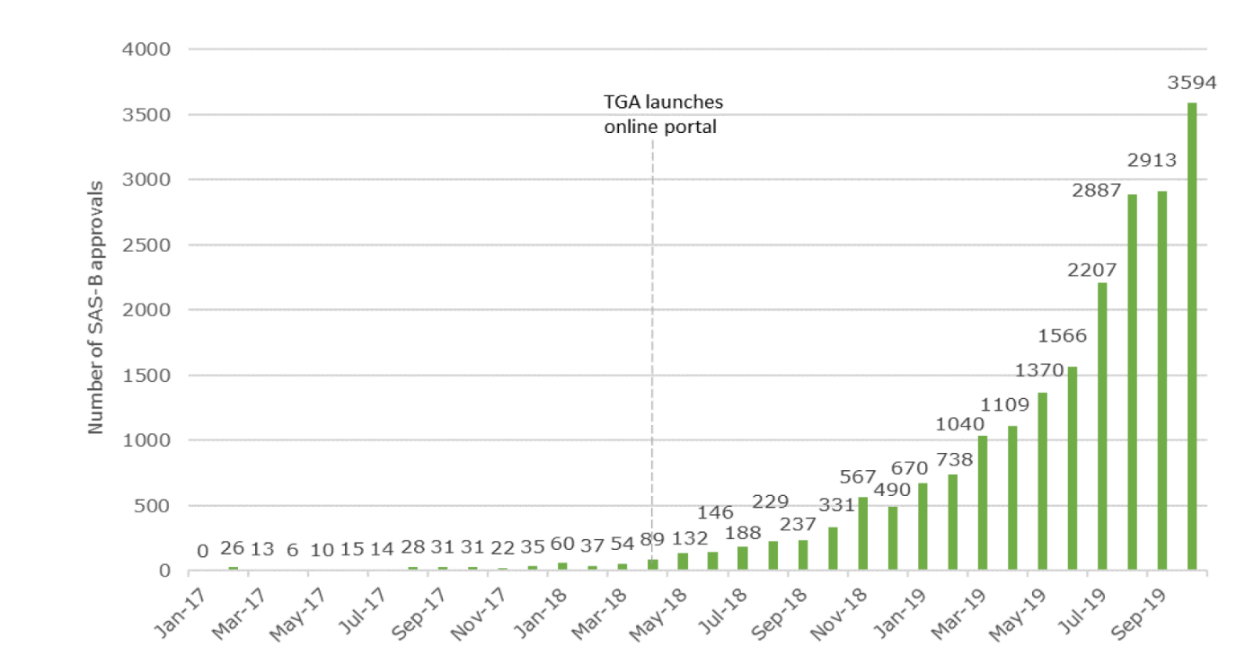 4000
3500
3000
2500
2000
1500
1000
500
0
Number of SAS-B approvals
TGA launches
online portal
0 26 13 6 10 15 14 28 31 31 22 35 60 37 54 89 132 146 188 229 237 331 567 490 670 738 1040 1109 1370 1566 2207 2887 2913 3594
Jan-17 Mar-17 May-17 Jul-17 Sep-17 Nov-17 Jan-18 Mar-18 May-18 Jul-18 Sep-18 Nov-18 Jan-19 Mar-19 May-19 Jul-19 Sep-19